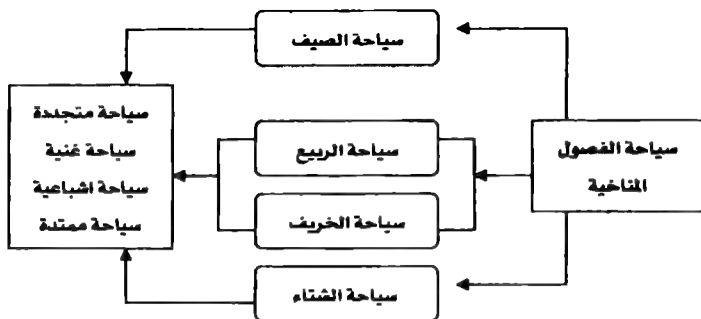 سياحة الصيف
سياحة الفصول
المناخية
سياحة الربيع
سياحة الخريف
سياحة الشتاء
سياحة متجددة
سياحة غنية
سياحة اشباعية
سياحة ممتدة